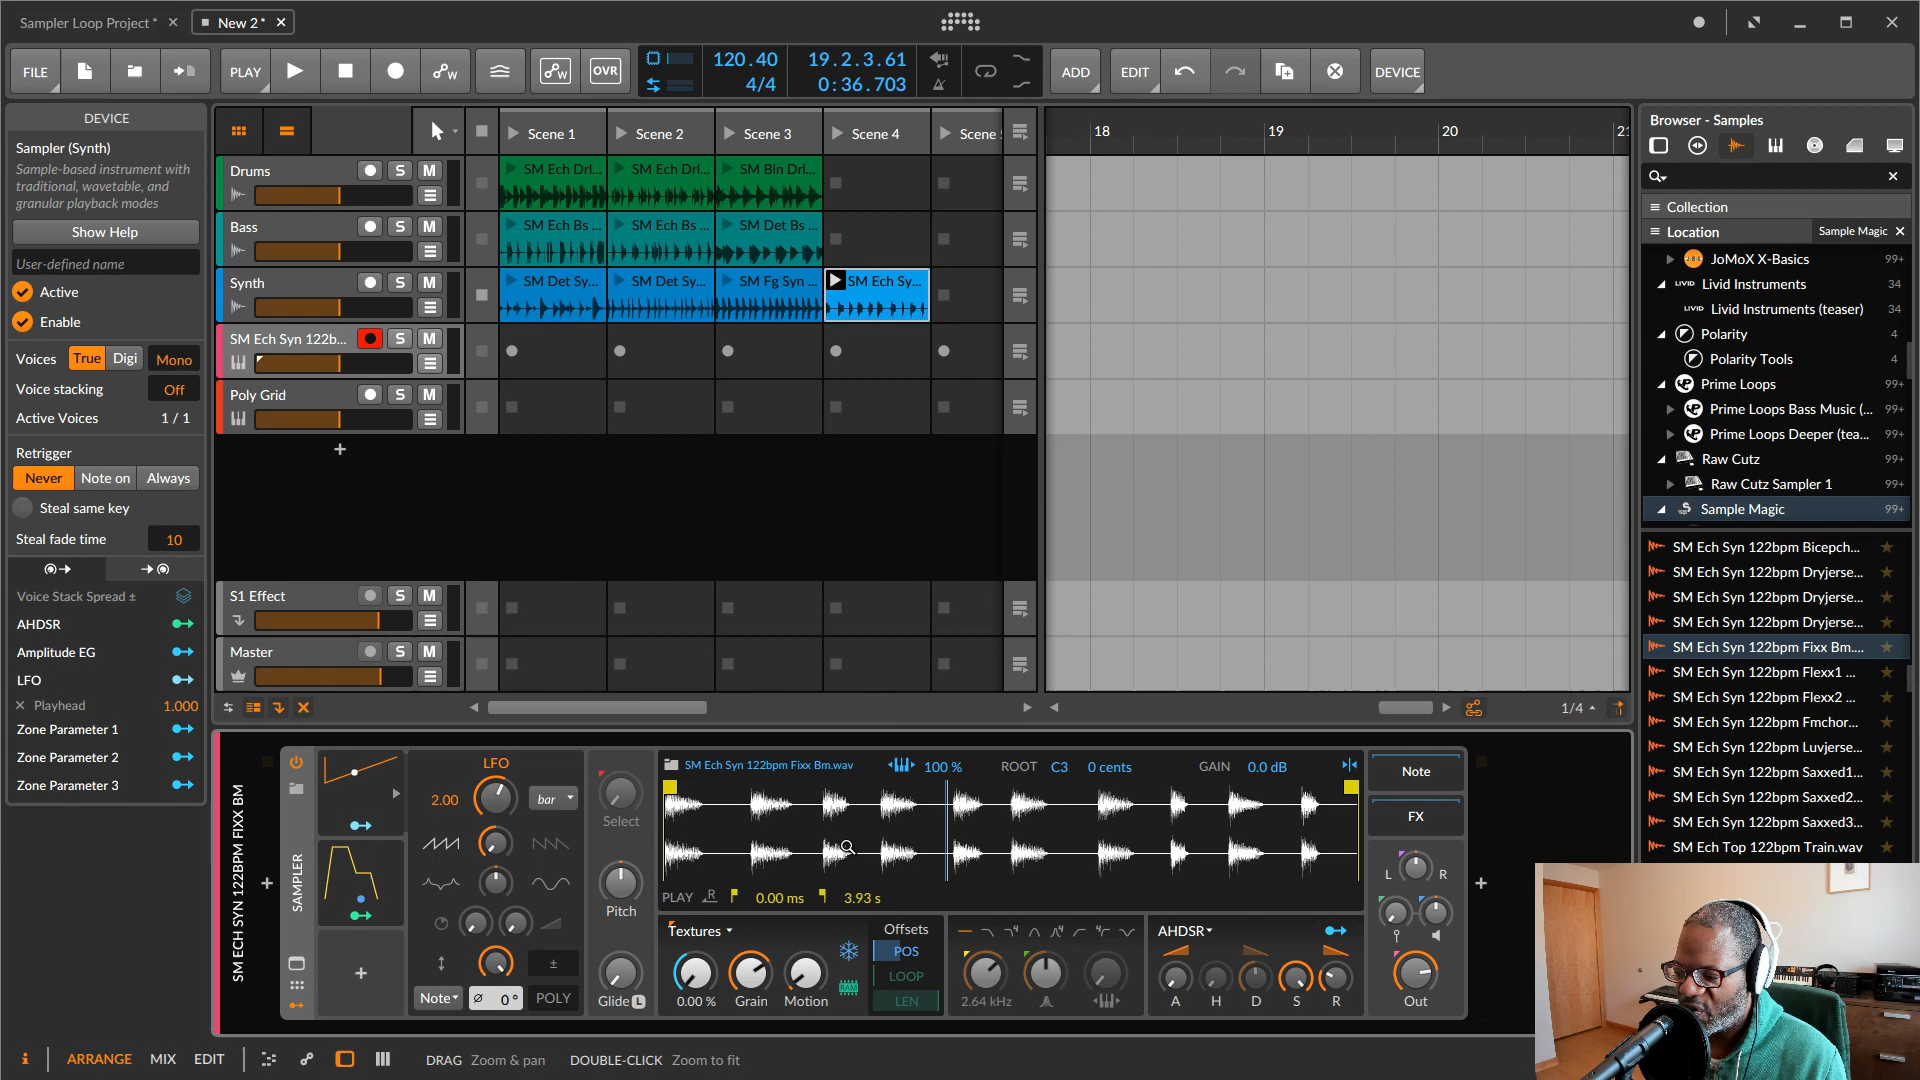 Sampler Loop Project * ×
New 2 * ×
FILE
PLAY
OVR
120.40
4/4
19.2.3.61
0:36.703
ADD
EDIT
DEVICE
DEVICE
Sampler (Synth)
Sample-based instrument with
traditional, wavetable, and
granular playback modes
Show Help
User-defined name
Active
Enable
Voices True Digi Mono
Voice stacking Off
Active Voices 1 / 1
Retrigger
Never Note on Always
Steal same key
Steal fade time 10
Voice Stack Spread ±
AHDSR
Amplitude EG
LFO
× Playhead 1.000
Zone Parameter 1
Zone Parameter 2
Zone Parameter 3
Scene 1 Scene 2 Scene 3 Scene 4 Scene
Drums S M
SM Ech Drl... SM Ech Drl... SM Bln Drl...
Bass S M
SM Ech Bs ... SM Ech Bs ... SM Det Bs ...
Synth S M
SM Det Sy... SM Det Sy... SM Fg Syn ... SM Ech Sy...
SM Ech Syn 122b... S M
Poly Grid S M
+
S1 Effect S M
Master S M
18 19 20 21
1/4
Browser - Samples
Collection
Location Sample Magic ×
JoMoX X-Basics 99+
LIVID Livid Instruments 34
LIVID Livid Instruments (teaser) 34
Polarity 4
Polarity Tools 4
Prime Loops 99+
Prime Loops Bass Music (... 99+
Prime Loops Deeper (tea... 99+
Raw Cutz 99+
Raw Cutz Sampler 1 99+
Sample Magic 99+
SM Ech Syn 122bpm Bicepch...
SM Ech Syn 122bpm Dryjerse...
SM Ech Syn 122bpm Dryjerse...
SM Ech Syn 122bpm Dryjerse...
SM Ech Syn 122bpm Fixx Bm....
SM Ech Syn 122bpm Flexx1 ...
SM Ech Syn 122bpm Flexx2 ...
SM Ech Syn 122bpm Fmchor...
SM Ech Syn 122bpm Luvjerse...
SM Ech Syn 122bpm Saxxed1...
SM Ech Syn 122bpm Saxxed2...
SM Ech Syn 122bpm Saxxed3...
SM Ech Top 122bpm Train.wav
SM ECH SYN 122BPM FIXX BM
SAMPLER
LFO
2.00 bar
Note ø 0° POLY
±
Select
Pitch
Glide L
SM Ech Syn 122bpm Fixx Bm.wav 100 % ROOT C3 0 cents GAIN 0.0 dB
PLAY R 0.00 ms 3.93 s
Textures
0.00 % Grain Motion
RAM
Offsets
POS
LOOP
LEN
2.64 kHz
AHDSR
A H D S R
Note
FX
L R
Out
i ARRANGE MIX EDIT
DRAG Zoom & pan DOUBLE-CLICK Zoom to fit